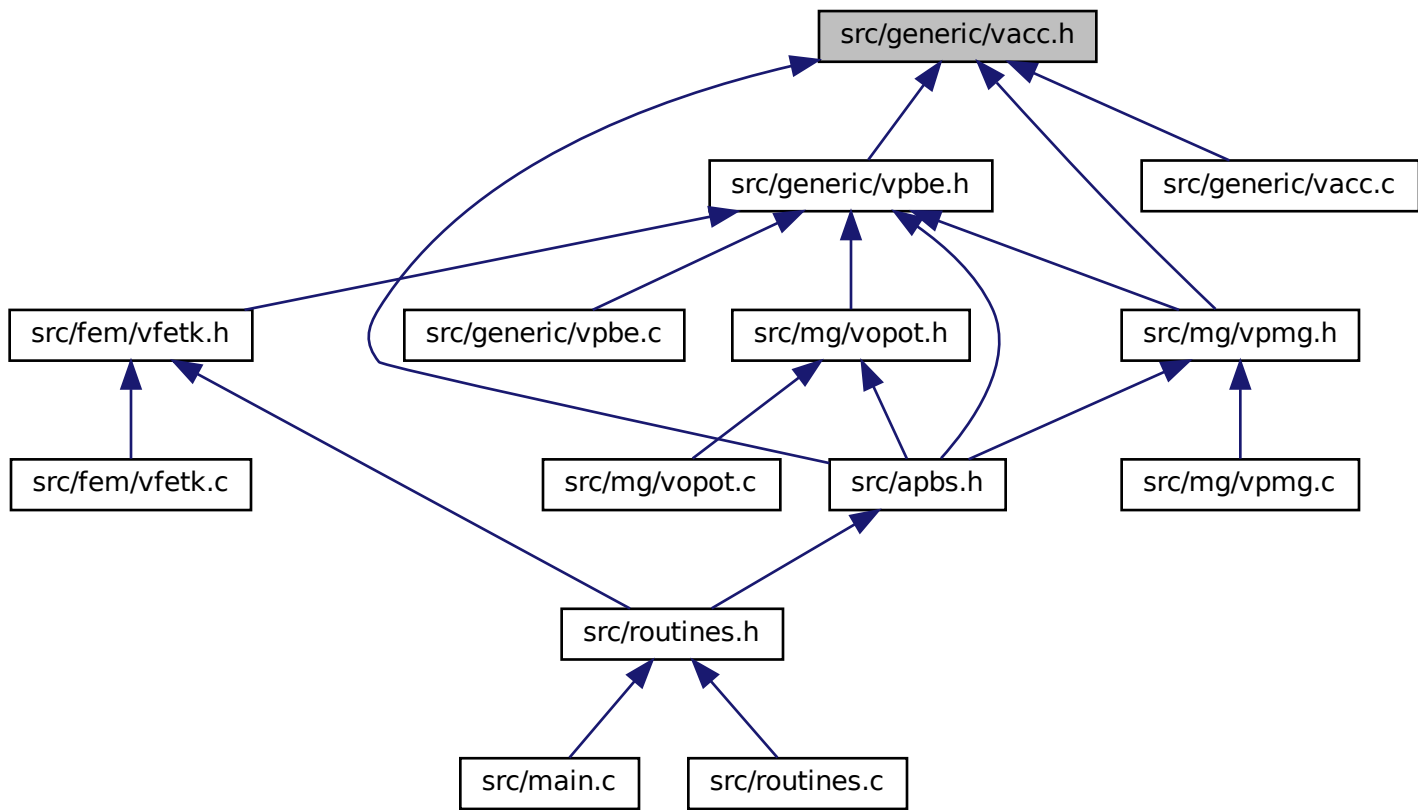 src/generic/vacc.h
src/generic/vpbe.h
src/generic/vacc.c
src/fem/vfetk.h
src/generic/vpbe.c
src/mg/vopot.h
src/mg/vpmg.h
src/fem/vfetk.c
src/mg/vopot.c
src/apbs.h
src/mg/vpmg.c
src/routines.h
src/main.c
src/routines.c